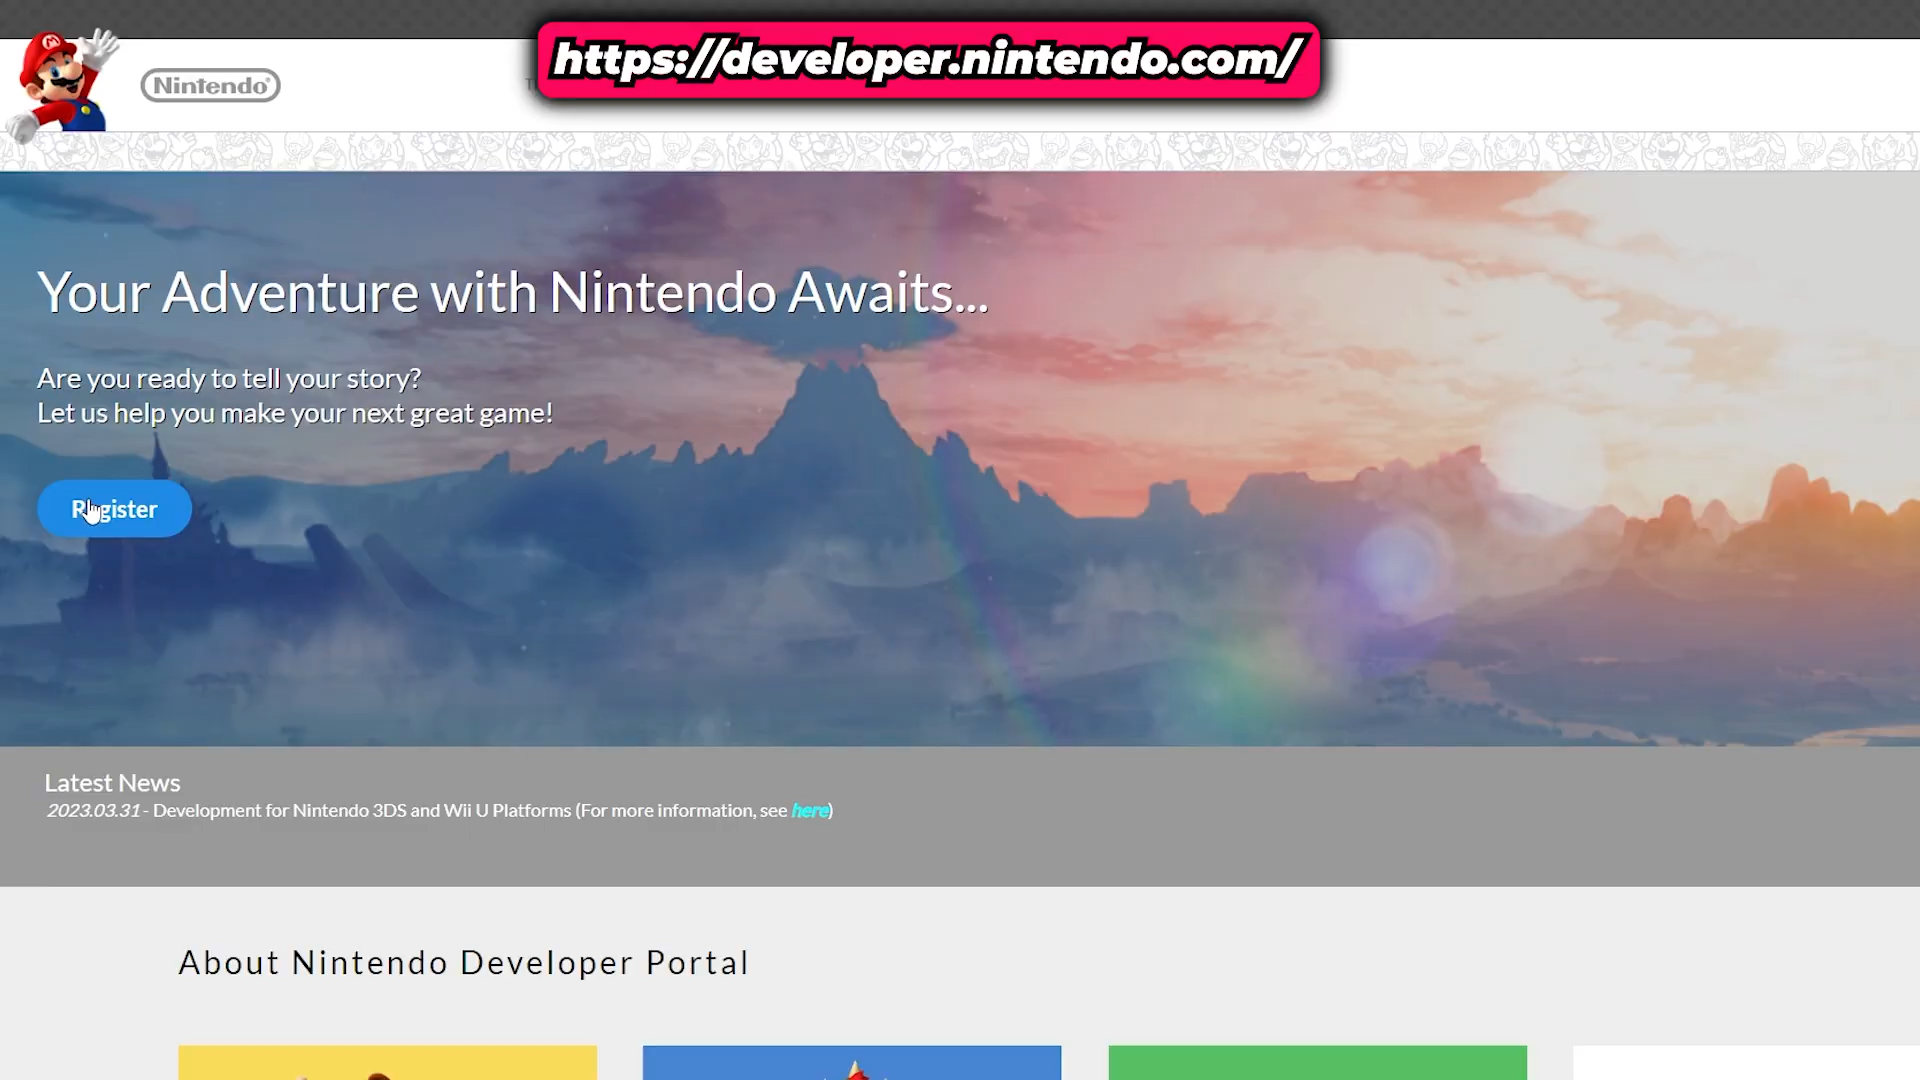 https://developer.nintendo.com/
Nintendo
Your Adventure with Nintendo Awaits...
Are you ready to tell your story?
Let us help you make your next great game!
Register
Latest News
2023.03.31 - Development for Nintendo 3DS and Wii U Platforms (For more information, see here)
About Nintendo Developer Portal